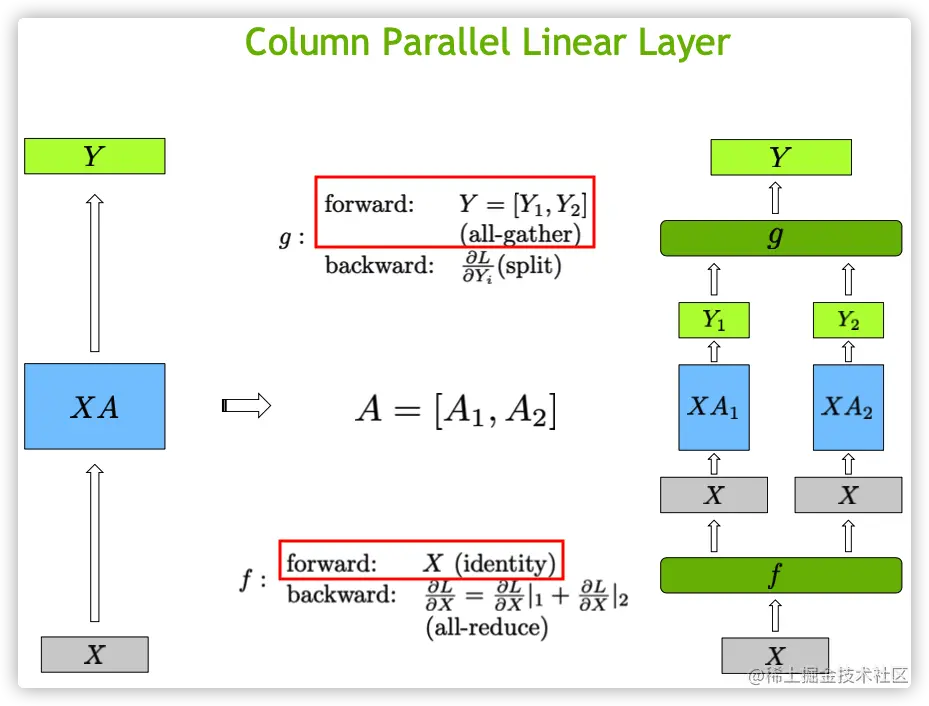 Column Parallel Linear Layer
Y
Y
forward: Y = [Y₁, Y₂]
g :
(all-gather)
g
backward: ∂L/∂Yᵢ (split)
Y₁
Y₂
XA
A = [A₁, A₂]
XA₁
XA₂
X
X
forward: X (identity)
f :
backward: ∂L/∂X = ∂L/∂X|₁ + ∂L/∂X|₂
(all-reduce)
f
X
X
@稀土掘金技术社区